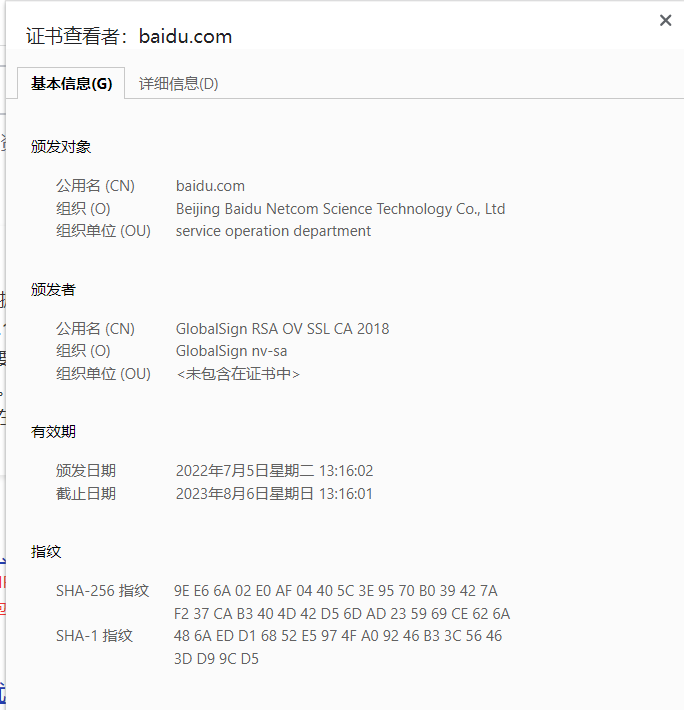 证书查看者：baidu.com
基本信息(G) 详细信息(D)
颁发对象
公用名 (CN) baidu.com
组织 (O) Beijing Baidu Netcom Science Technology Co., Ltd
组织单位 (OU) service operation department
颁发者
公用名 (CN) GlobalSign RSA OV SSL CA 2018
组织 (O) GlobalSign nv-sa
组织单位 (OU) <未包含在证书中>
有效期
颁发日期 2022年7月5日星期二 13:16:02
截止日期 2023年8月6日星期日 13:16:01
指纹
SHA-256 指纹 9E E6 6A 02 E0 AF 04 40 5C 3E 95 70 B0 39 42 7A
F2 37 CA B3 40 4D 42 D5 6D AD 23 59 69 CE 62 6A
SHA-1 指纹 48 6A ED D1 68 52 E5 97 4F A0 92 46 B3 3C 56 46
3D D9 9C D5